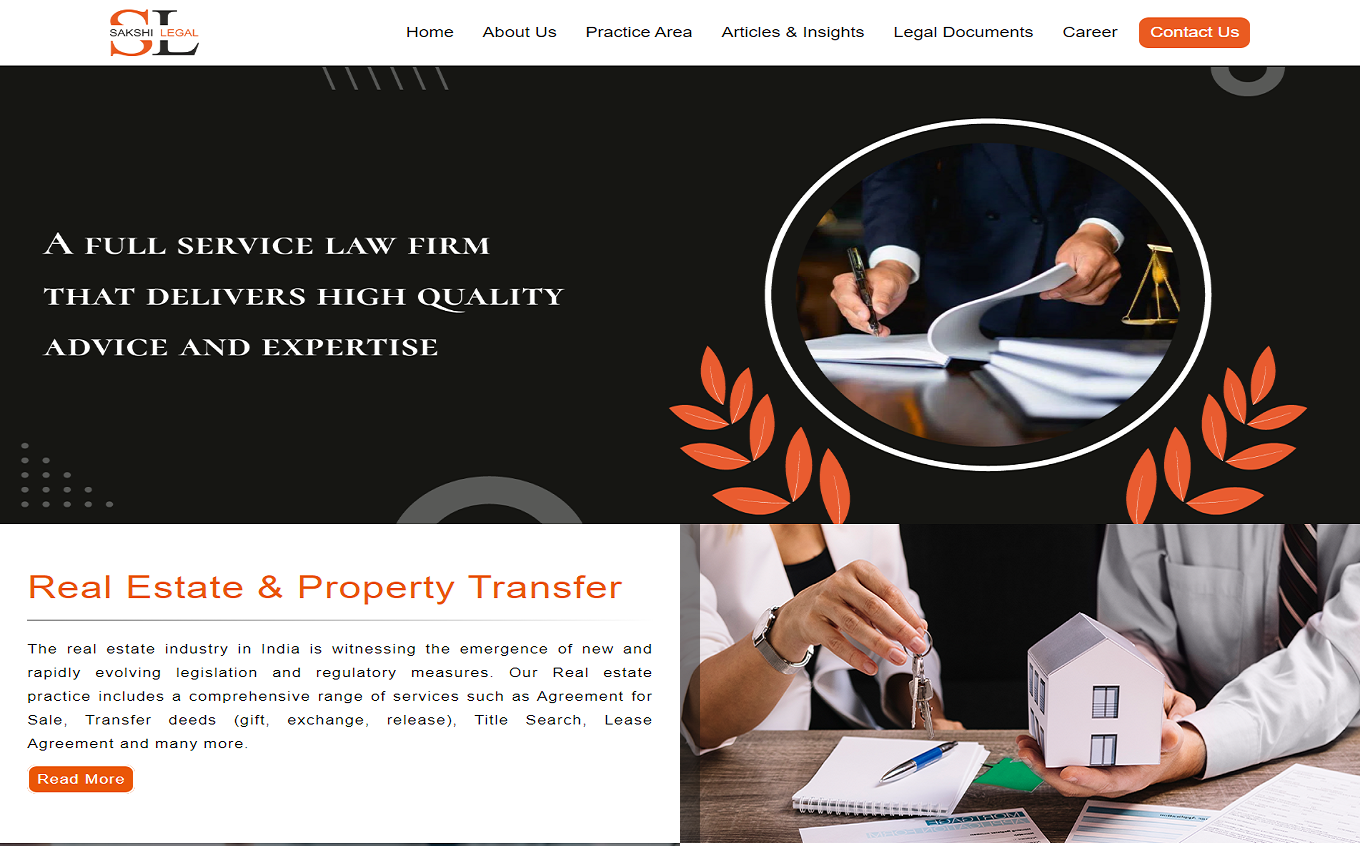 SAKSHI LEGAL
Home About Us Practice Area Articles & Insights Legal Documents Career Contact Us
A FULL SERVICE LAW FIRM
THAT DELIVERS HIGH QUALITY
ADVICE AND EXPERTISE
Real Estate & Property Transfer
The real estate industry in India is witnessing the emergence of new and
rapidly evolving legislation and regulatory measures. Our Real estate
practice includes a comprehensive range of services such as Agreement for
Sale, Transfer deeds (gift, exchange, release), Title Search, Lease
Agreement and many more.
Read More